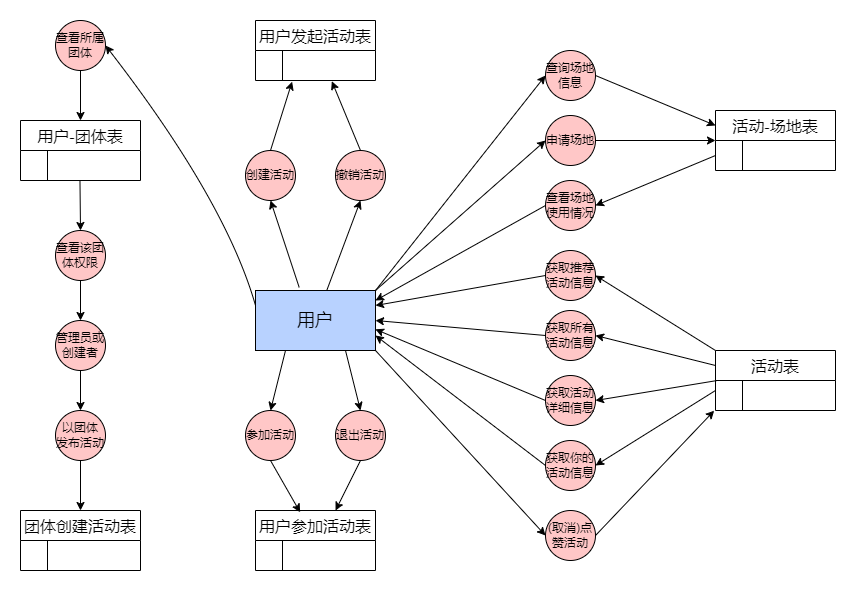 查看所属
团体
用户-团体表
查看该团
体权限
管理员或
创建者
以团体
发布活动
团体创建活动表
用户发起活动表
创建活动
撤销活动
用户
参加活动
退出活动
用户参加活动表
查询场地
信息
申请场地
查看场地
使用情况
获取推荐
活动信息
获取所有
活动信息
获取活动
详细信息
获取你的
活动信息
(取消)点
赞活动
活动-场地表
活动表